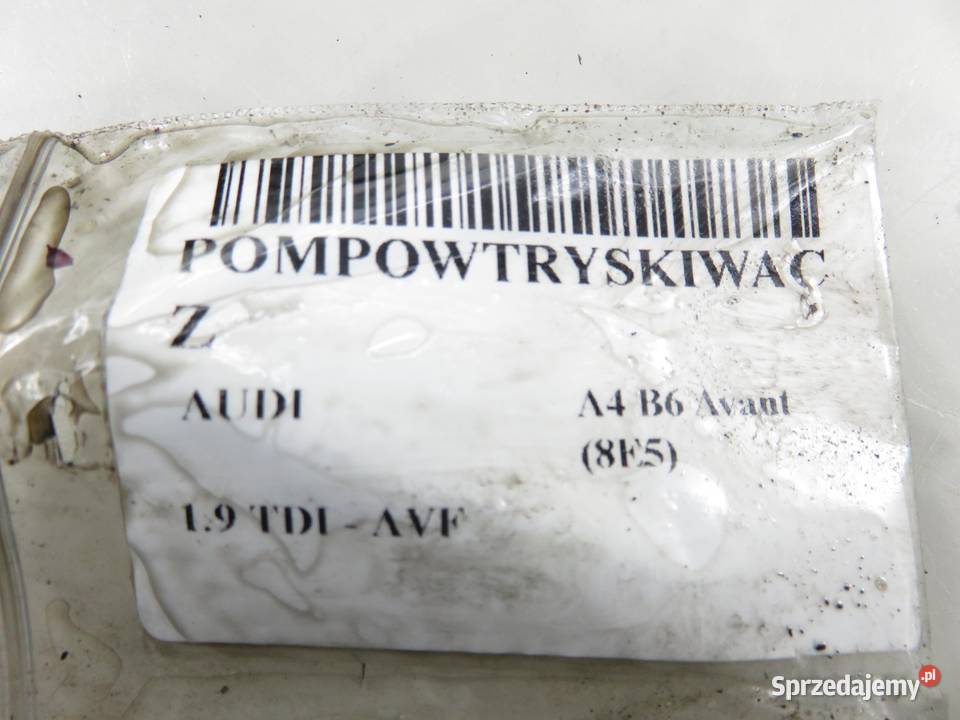 POMPOWTRYSKIWAC
Z
AUDI A4 B6 Avant
(8E5)
1.9 TDI - AVF
Sprzedajemy.pl